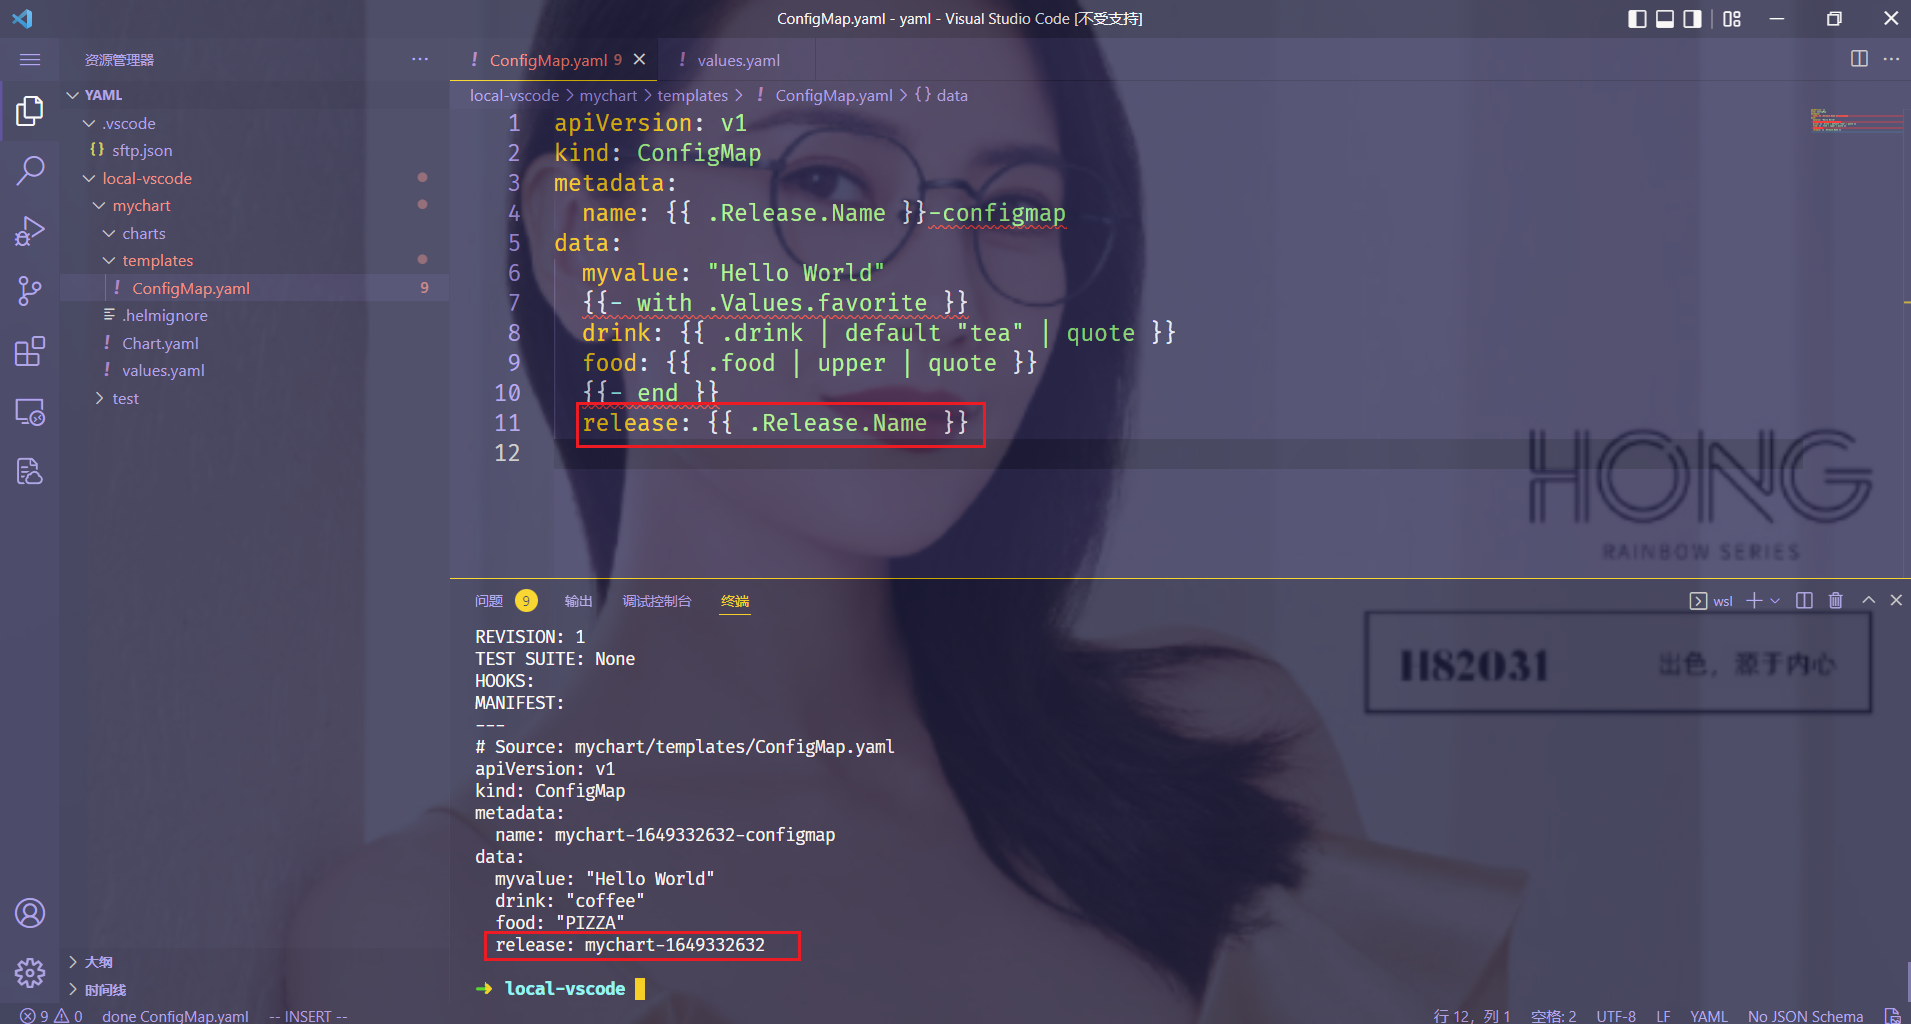 ConfigMap.yaml - yaml - Visual Studio Code [不受支持]
资源管理器
YAML
.vscode
{} sftp.json
local-vscode
mychart
charts
templates
! ConfigMap.yaml 9
.helmignore
! Chart.yaml
! values.yaml
test
大纲
时间线
! ConfigMap.yaml 9
! values.yaml
local-vscode > mychart > templates > ! ConfigMap.yaml > {} data
1 apiVersion: v1
2 kind: ConfigMap
3 metadata:
4 name: {{ .Release.Name }}-configmap
5 data:
6 myvalue: "Hello World"
7 {{- with .Values.favorite }}
8 drink: {{ .drink | default "tea" | quote }}
9 food: {{ .food | upper | quote }}
10 {{- end }}
11 release: {{ .Release.Name }}
12
HONG
RAINBOW SERIES
H82031 出色，源于内心
问题 9 输出 调试控制台 终端
wsl
REVISION: 1
TEST SUITE: None
HOOKS:
MANIFEST:
---
# Source: mychart/templates/ConfigMap.yaml
apiVersion: v1
kind: ConfigMap
metadata:
name: mychart-1649332632-configmap
data:
myvalue: "Hello World"
drink: "coffee"
food: "PIZZA"
release: mychart-1649332632
➜ local-vscode
9 0 done ConfigMap.yaml -- INSERT --
行 12，列 1 空格: 2 UTF-8 LF YAML No JSON Schema